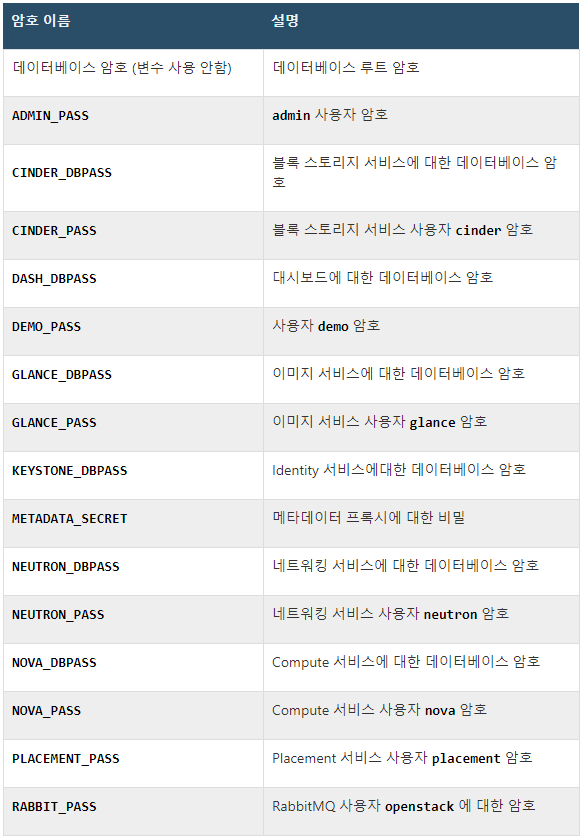 암호 이름 설명
데이터베이스 암호 (변수 사용 안함) 데이터베이스 루트 암호
ADMIN_PASS admin 사용자 암호
CINDER_DBPASS 블록 스토리지 서비스에 대한 데이터베이스 암
호
CINDER_PASS 블록 스토리지 서비스 사용자 cinder 암호
DASH_DBPASS 대시보드에 대한 데이터베이스 암호
DEMO_PASS 사용자 demo 암호
GLANCE_DBPASS 이미지 서비스에 대한 데이터베이스 암호
GLANCE_PASS 이미지 서비스 사용자 glance 암호
KEYSTONE_DBPASS Identity 서비스에대한 데이터베이스 암호
METADATA_SECRET 메타데이터 프록시에 대한 비밀
NEUTRON_DBPASS 네트워킹 서비스에 대한 데이터베이스 암호
NEUTRON_PASS 네트워킹 서비스 사용자 neutron 암호
NOVA_DBPASS Compute 서비스에 대한 데이터베이스 암호
NOVA_PASS Compute 서비스 사용자 nova 암호
PLACEMENT_PASS Placement 서비스 사용자 placement 암호
RABBIT_PASS RabbitMQ 사용자 openstack 에 대한 암호